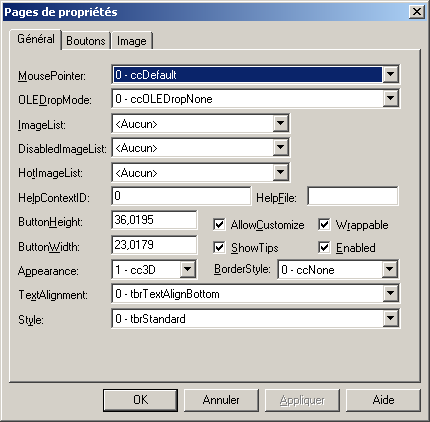 Pages de propriétés
Général Boutons Image
MousePointer: 0 - ccDefault
OLEDropMode: 0 - ccOLEDropNone
ImageList: <Aucun>
DisabledImageList: <Aucun>
HotImageList: <Aucun>
HelpContextID: 0 HelpFile:
ButtonHeight: 36,0195 AllowCustomize Wrappable
ButtonWidth: 23,0179 ShowTips Enabled
Appearance: 1 - cc3D BorderStyle: 0 - ccNone
TextAlignment: 0 - tbrTextAlignBottom
Style: 0 - tbrStandard
OK Annuler Appliquer Aide